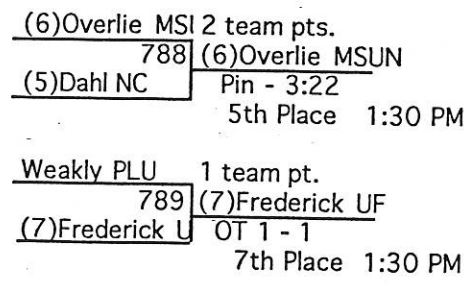 (6)Overlie MSI 2 team pts.
788 (6)Overlie MSUN
(5)Dahl NC Pin - 3:22
5th Place 1:30 PM
Weakly PLU 1 team pt.
789 (7)Frederick UF
(7)Frederick U OT 1 - 1
7th Place 1:30 PM